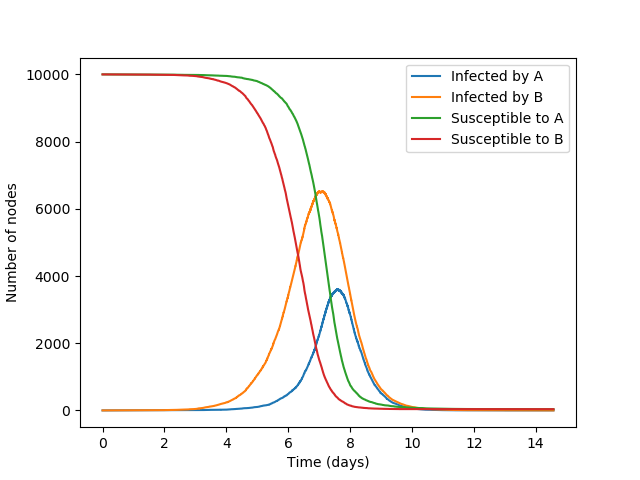 10000
8000
6000
4000
2000
0
Number of nodes
0 2 4 6 8 10 12 14
Time (days)
Infected by A
Infected by B
Susceptible to A
Susceptible to B